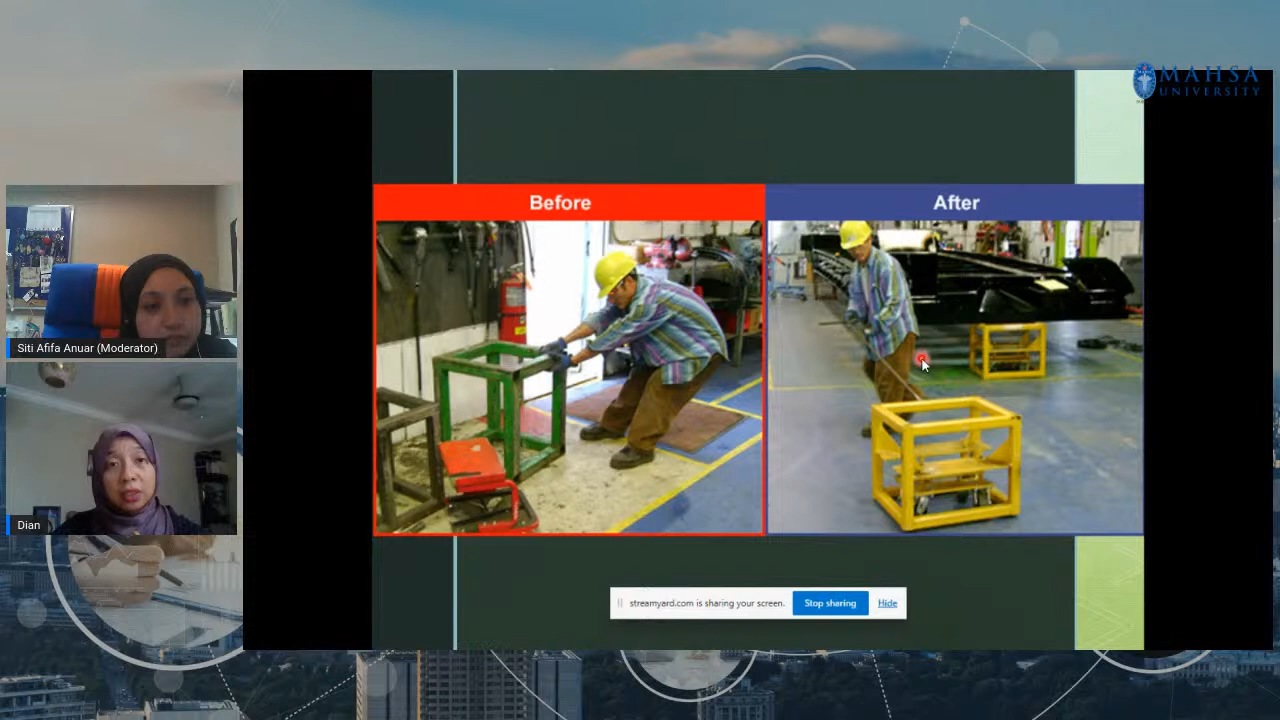 MAHSA
UNIVERSITY
Before
After
Siti Afifa Anuar (Moderator)
Dian
streamyard.com is sharing your screen.
Stop sharing
Hide